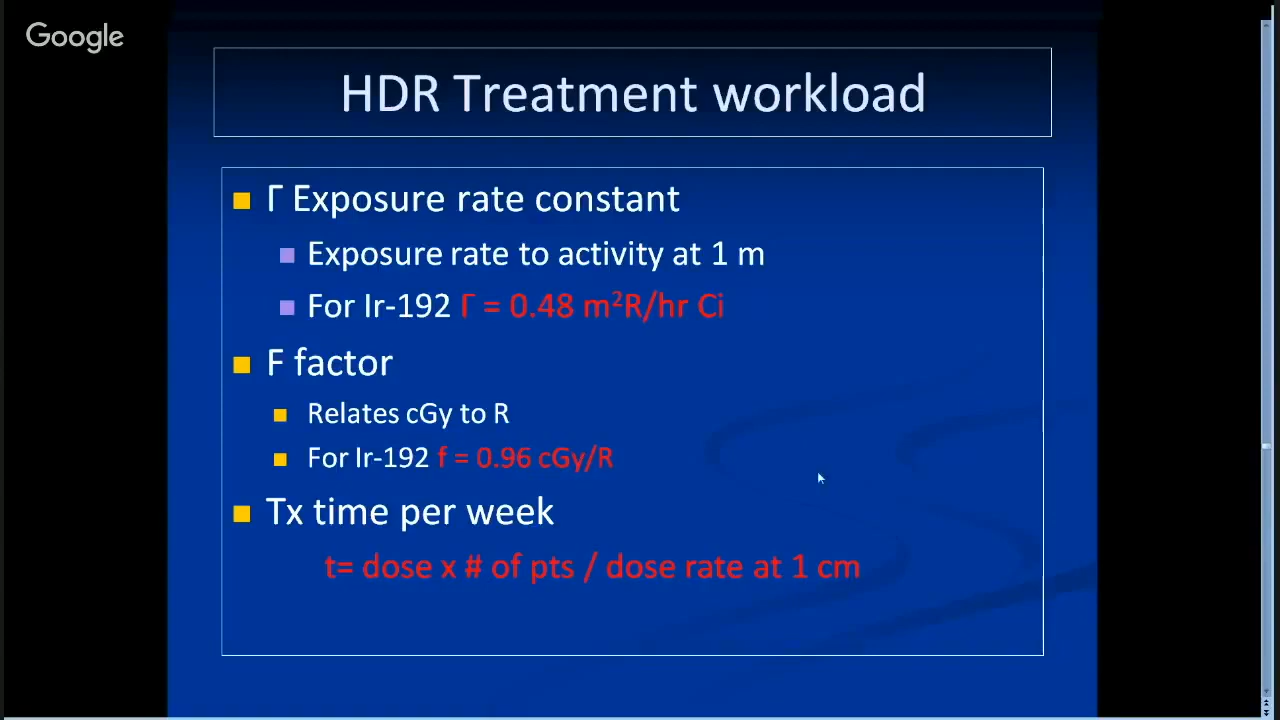 Google
HDR Treatment workload
Γ Exposure rate constant
Exposure rate to activity at 1 m
For Ir-192 Γ = 0.48 m²R/hr Ci
F factor
Relates cGy to R
For Ir-192 f = 0.96 cGy/R
Tx time per week
t= dose x # of pts / dose rate at 1 cm